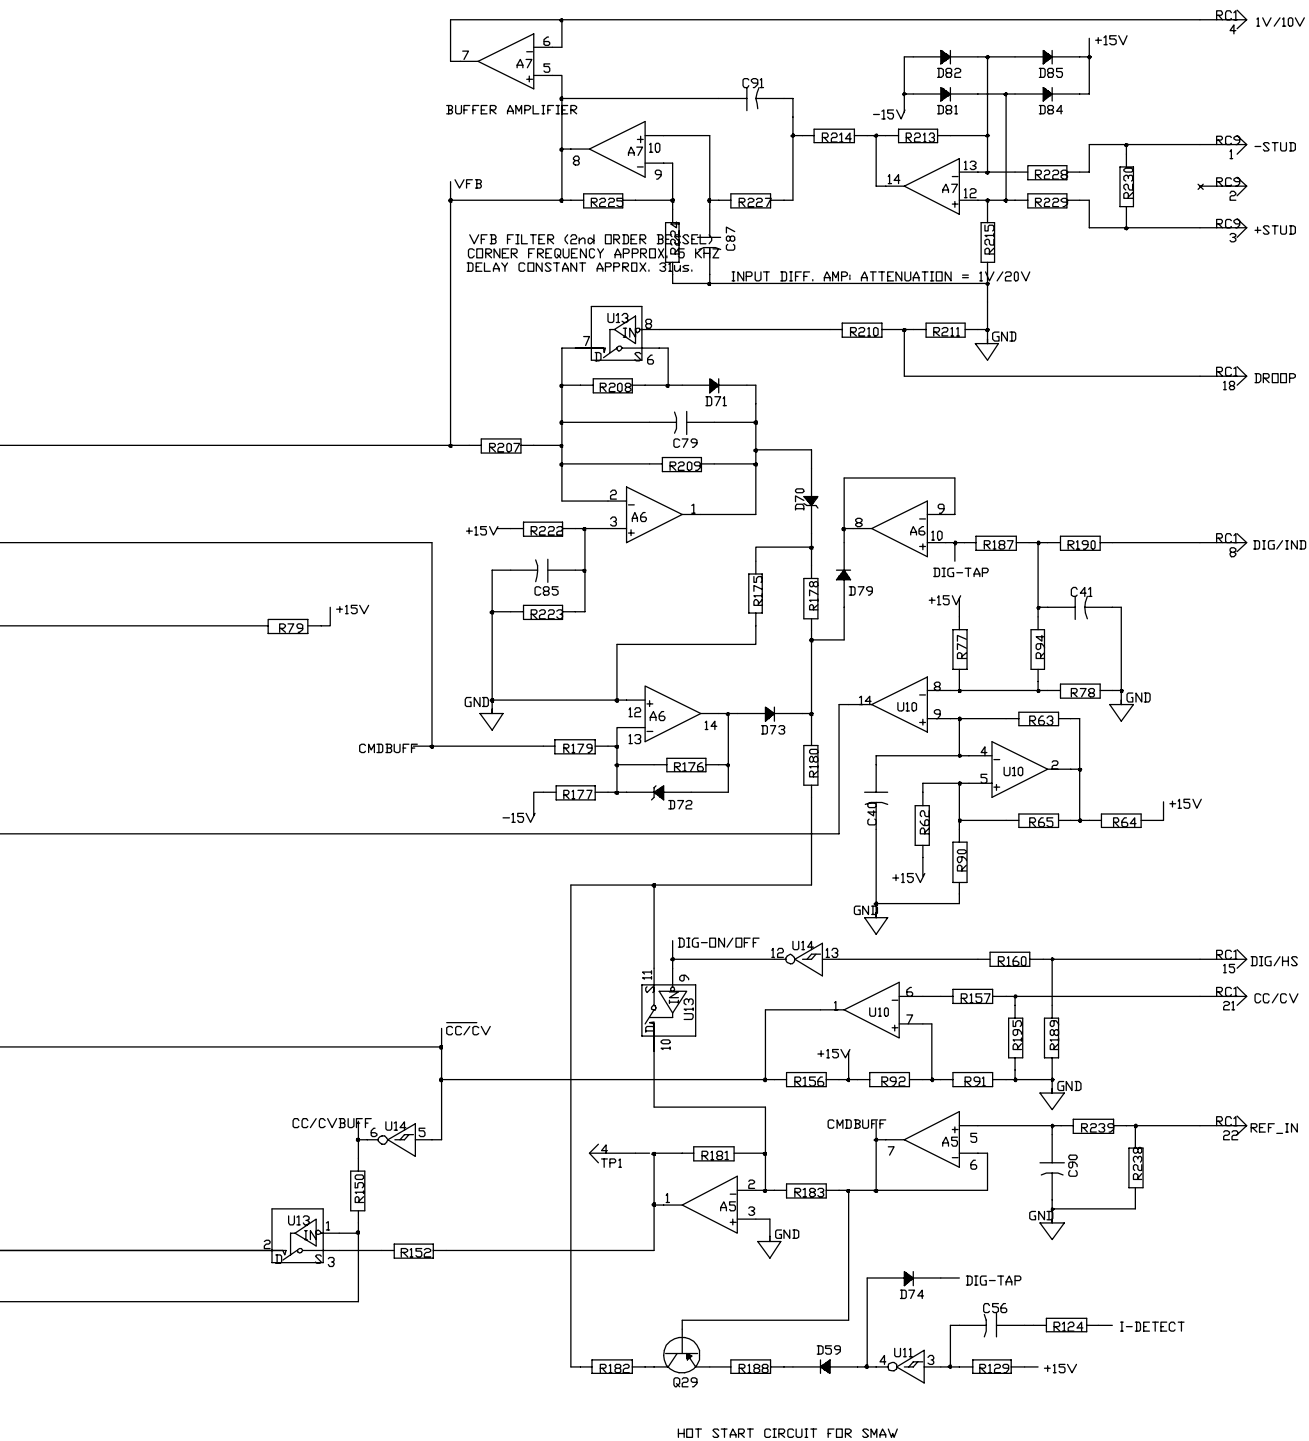 RC1
4
1V/10V
6
7
A7
5
+15V
D82
D85
C91
BUFFER AMPLIFIER
D81
D84
-15V
R214
R213
10
A7
8
9
RC9
1
-STUD
13
R228
R230
14
A7
12
R229
RC9
2
VFB
R225
R227
RC9
3
+STUD
R224
C87
R215
VFB FILTER (2nd ORDER BESSEL)
CORNER FREQUENCY APPROX. 5 KHZ
DELAY CONSTANT APPROX. 31us.
INPUT DIFF. AMP: ATTENUATION = 1V/20V
U13
8
IN
7
D
S
6
R210
R211
GND
R208
D71
RC1
18
DROOP
C79
R207
R209
2
A6
1
3
+15V
R222
D70
9
8
A6
10
R187
R190
RC1
8
DIG/IND
DIG-TAP
C85
R223
R175
R178
D79
+15V
C41
R79
+15V
R77
R94
8
R78
GND
GND
12
A6
14
13
D73
14
U10
9
R63
CMDBUFF
R179
R176
R180
4
U10
2
5
R177
D72
-15V
C40
R62
R65
R64
+15V
R90
+15V
GND
DIG-ON/OFF
12
U14
13
R160
RC1
15
DIG/HS
11
9
S
IN
U13
D
10
6
R157
RC1
21
CC/CV
1
U10
7
R195
R189
CC/CV
+15V
R156
R92
R91
GND
CC/CVBUFF
6
U14
5
CMDBUFF
A5
5
7
6
R239
RC1
22
REF_IN
4
TP1
R181
C90
R238
R150
2
1
A5
3
R183
GND
GND
U13
1
IN
2
D
S
3
R152
D74
DIG-TAP
C56
R124
I-DETECT
D59
U11
4
3
R182
Q29
R188
R129
+15V
HOT START CIRCUIT FOR SMAW